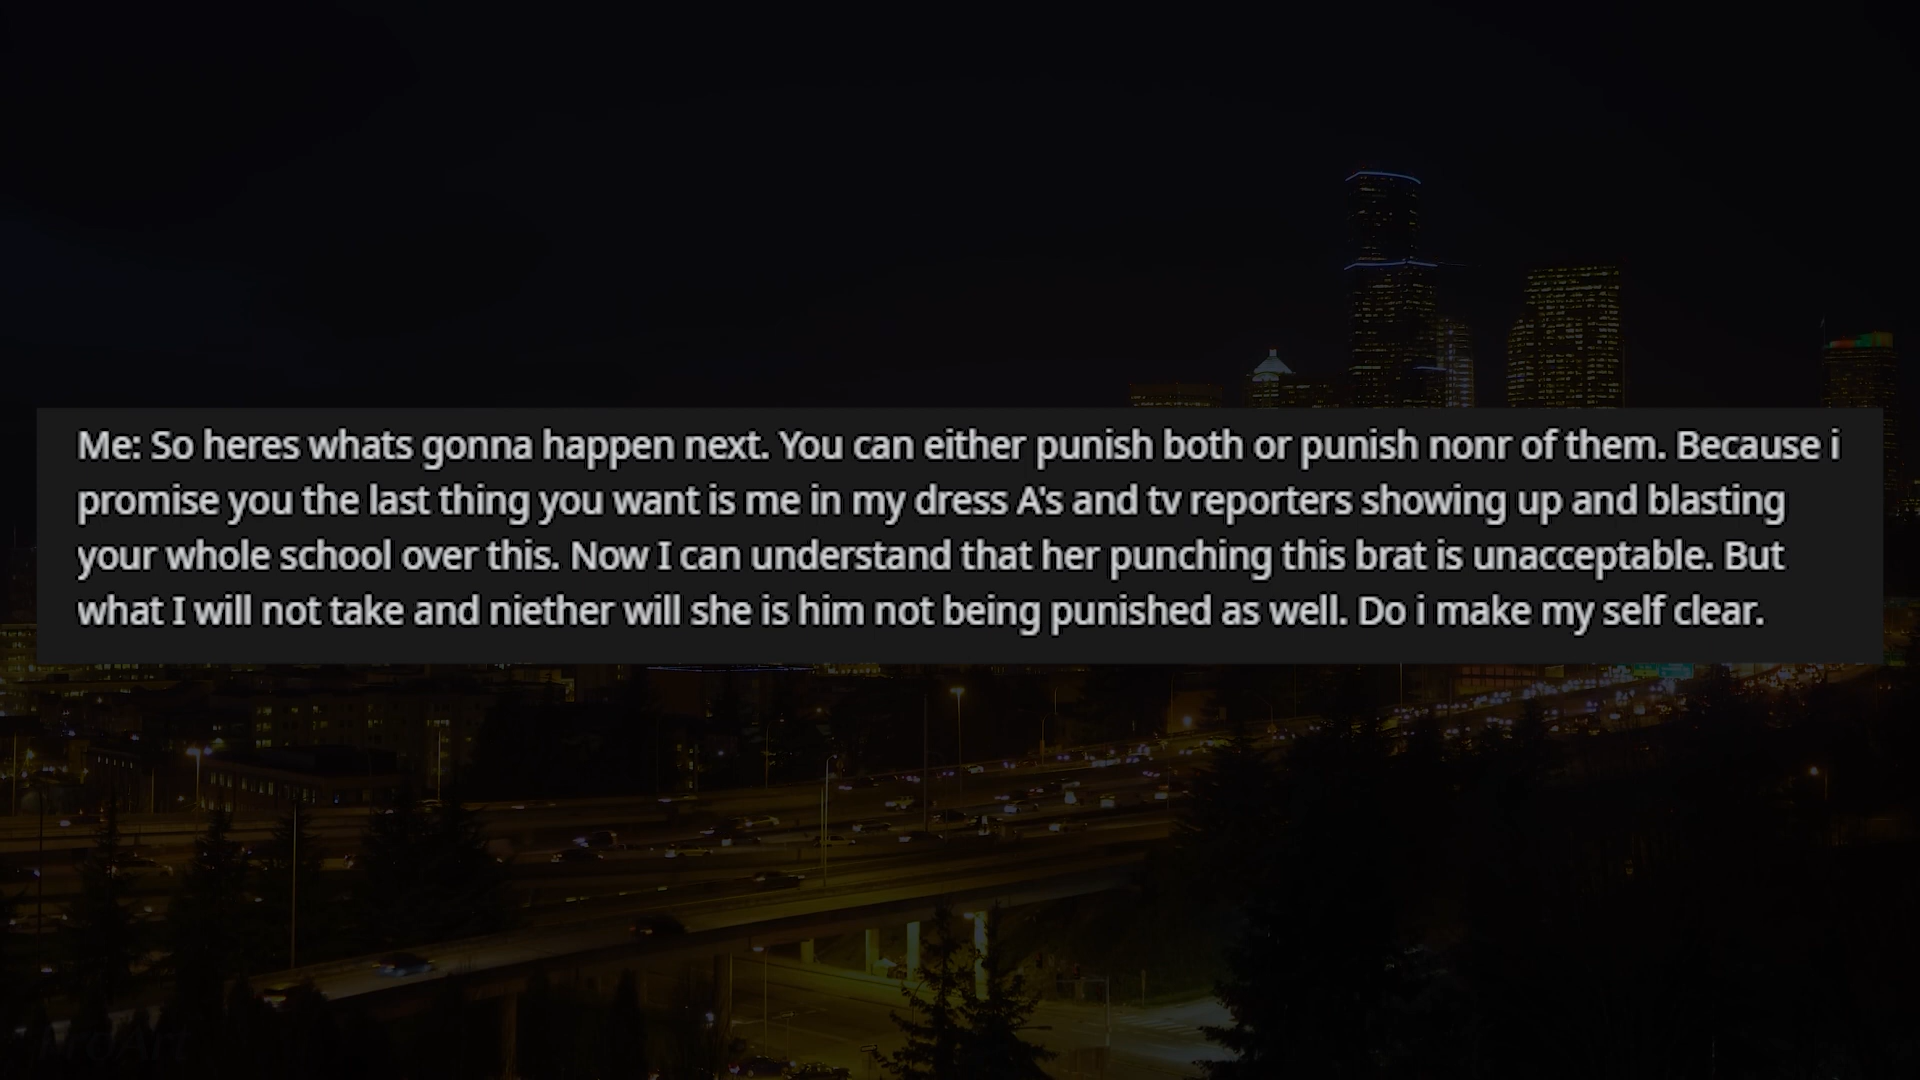 Me: So heres whats gonna happen next. You can either punish both or punish nonr of them. Because i
promise you the last thing you want is me in my dress A's and tv reporters showing up and blasting
your whole school over this. Now I can understand that her punching this brat is unacceptable. But
what I will not take and niether will she is him not being punished as well. Do i make my self clear.